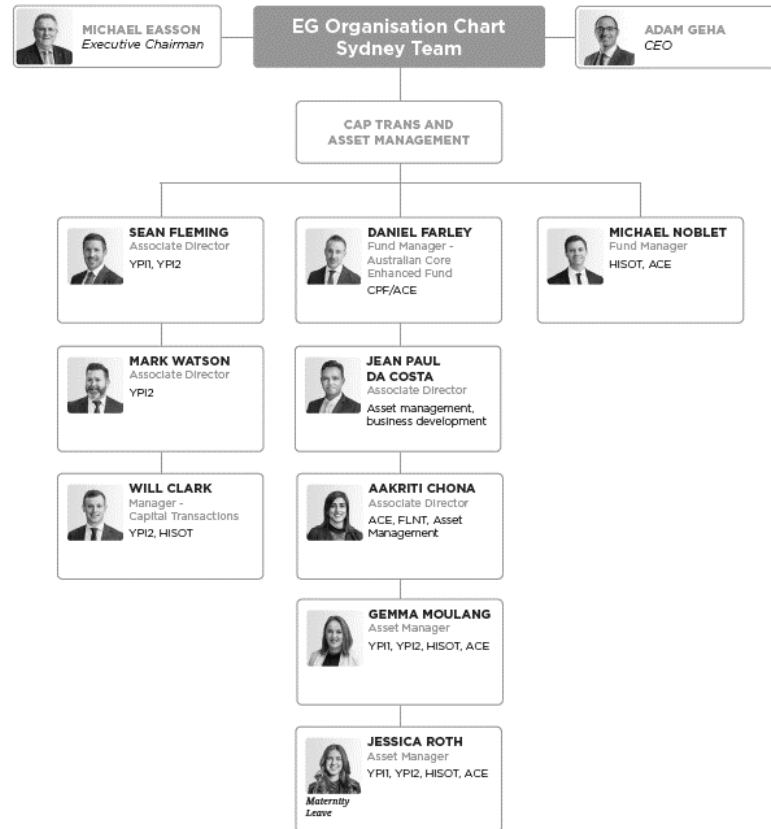 MICHAEL EASSON
Executive Chairman
EG Organisation Chart
Sydney Team
ADAM GEHA
CEO
CAP TRANS AND
ASSET MANAGEMENT
SEAN FLEMING
Associate Director
YPI1, YPI2
DANIEL FARLEY
Fund Manager -
Australian Core
Enhanced Fund
CPF/ACE
MICHAEL NOBLET
Fund Manager
HISOT, ACE
MARK WATSON
Associate Director
YPI2
JEAN PAUL
DA COSTA
Associate Director
Asset management,
business development
WILL CLARK
Manager -
Capital Transactions
YPI2, HISOT
AAKRITI CHONA
Associate Director
ACE, FLNT, Asset
Management
GEMMA MOULANG
Asset Manager
YPI1, YPI2, HISOT, ACE
JESSICA ROTH
Asset Manager
YPI1, YPI2, HISOT, ACE
Maternity
Leave